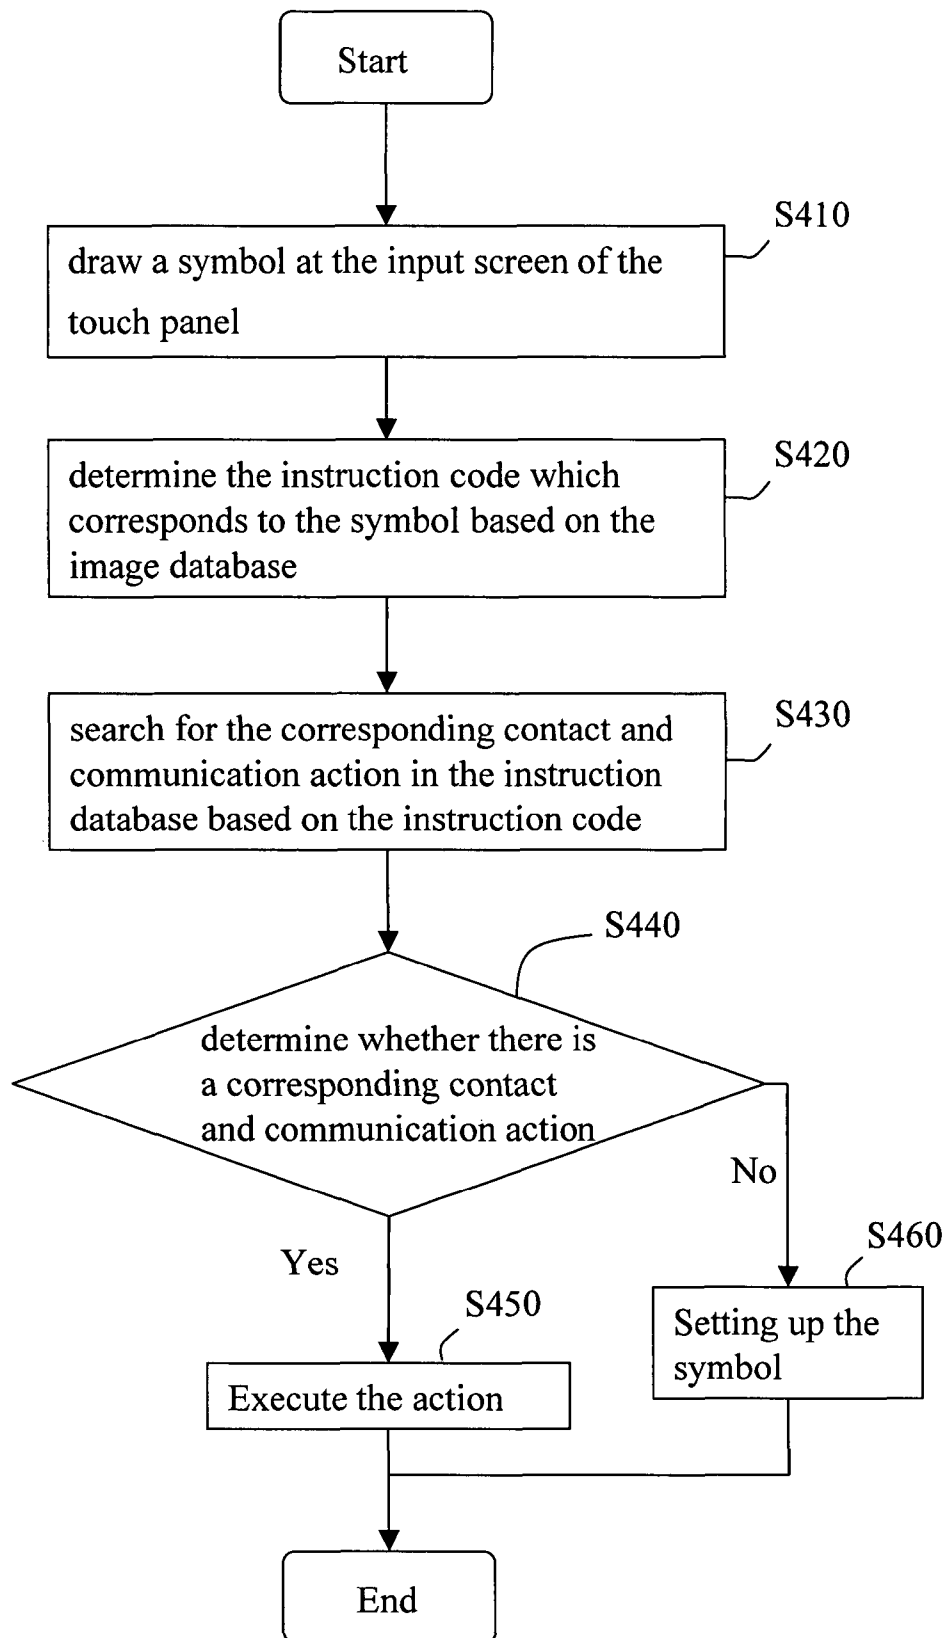 Start
S410
draw a symbol at the input screen of the
touch panel
S420
determine the instruction code which
corresponds to the symbol based on the
image database
S430
search for the corresponding contact and
communication action in the instruction
database based on the instruction code
S440
determine whether there is
a corresponding contact
and communication action
No
Yes
S460
S450
Setting up the
symbol
Execute the action
End